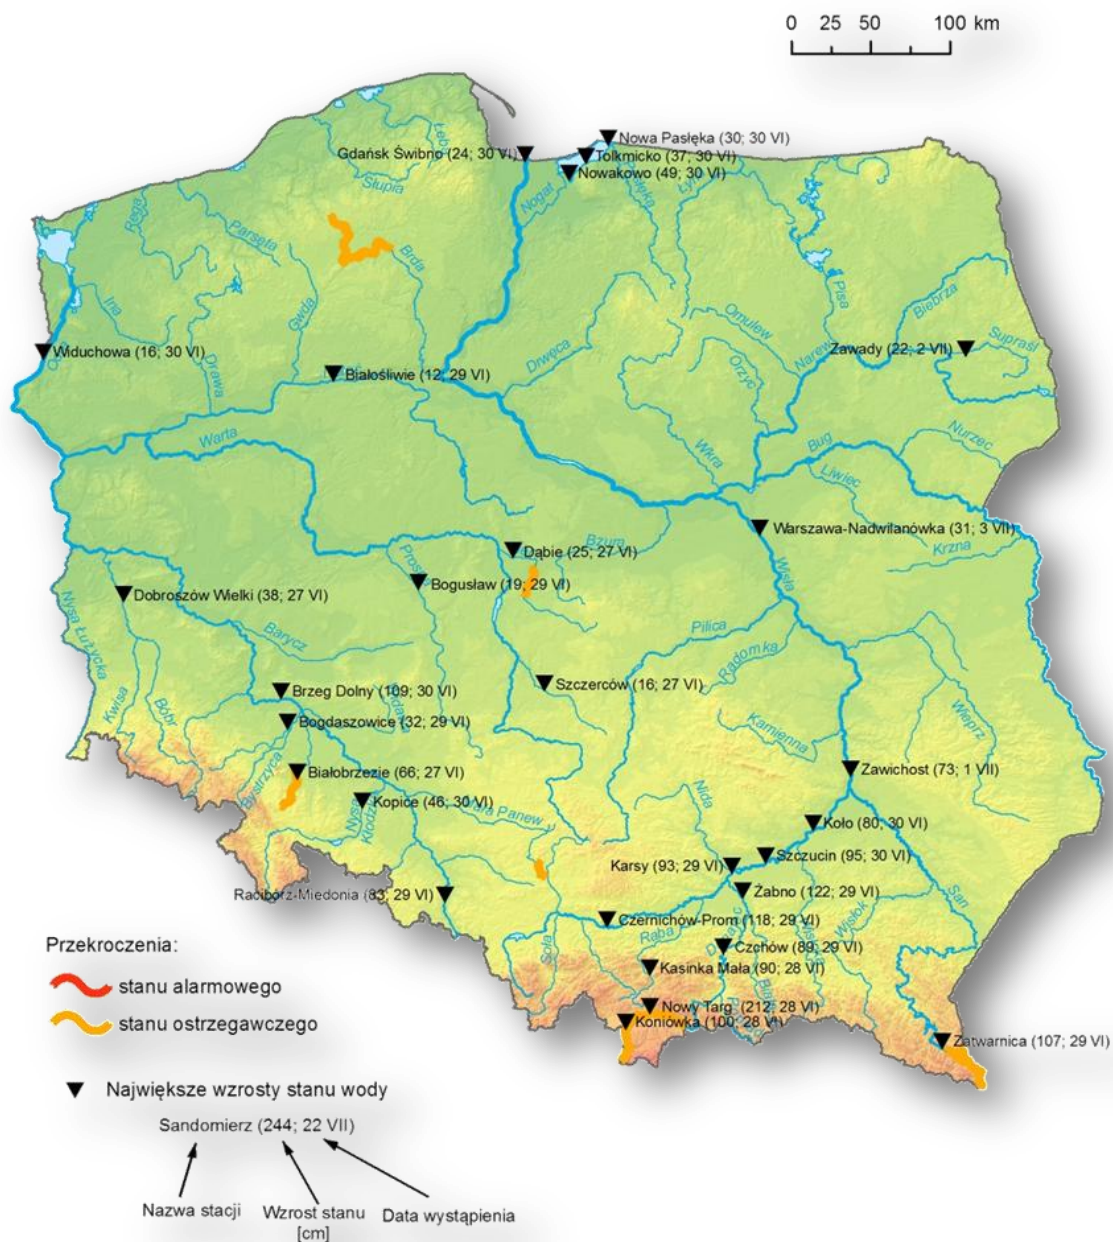 0 25 50 100 km
Nowa Pasłęka (30; 30 VI)
Gdańsk Świbno (24; 30 VI)
Tolkmicko (37; 30 VI)
Nowakowo (49; 30 VI)
Łeba
Słupia
Nogat
Pasłęka
Łyna
Rega
Parsęta
Brda
Gwda
Ina
Drawa
Pisa
Biebrza
Omulew
Supraśl
Widuchowa (16; 30 VI)
Zawady (22; 2 VII)
Narew
Białośliwie (12; 29 VI)
Drwęca
Orzyc
Warta
Wkra
Bug
Nurzec
Liwiec
Krzna
Warszawa-Nadwilanówka (31; 3 VII)
Wisła
Bzura
Dąbie (25; 27 VI)
Prosna
Bogusław (19; 29 VI)
Dobroszów Wielki (38; 27 VI)
Nysa Łużycka
Barycz
Pilica
Radomka
Kwisa
Bóbr
Szczerców (16; 27 VI)
Brzeg Dolny (109; 30 VI)
Bogdaszowice (32; 29 VI)
Kamienna
Wieprz
Bystrzyca
Białobrzezie (66; 27 VI)
Zawichost (73; 1 VII)
Kopice (46; 30 VI)
Nysa
Kłodzka
Mała Panew
Nida
Koło (80; 30 VI)
Karsy (93; 29 VI)
Szczucin (95; 30 VI)
Racibórz-Miedonia (83; 29 VI)
Żabno (122; 29 VI)
San
Wisłok
Czernichów-Prom (118; 29 VI)
Raba
Soła
Dunajec
Czchów (89; 29 VI)
Kasinka Mała (90; 28 VI)
Nowy Targ (212; 28 VI)
Koniówka (100; 28 VI)
Zatwarnica (107; 29 VI)
Przekroczenia:
stanu alarmowego
stanu ostrzegawczego
Największe wzrosty stanu wody
Sandomierz (244; 22 VII)
Nazwa stacji
Wzrost stanu
[cm]
Data wystąpienia